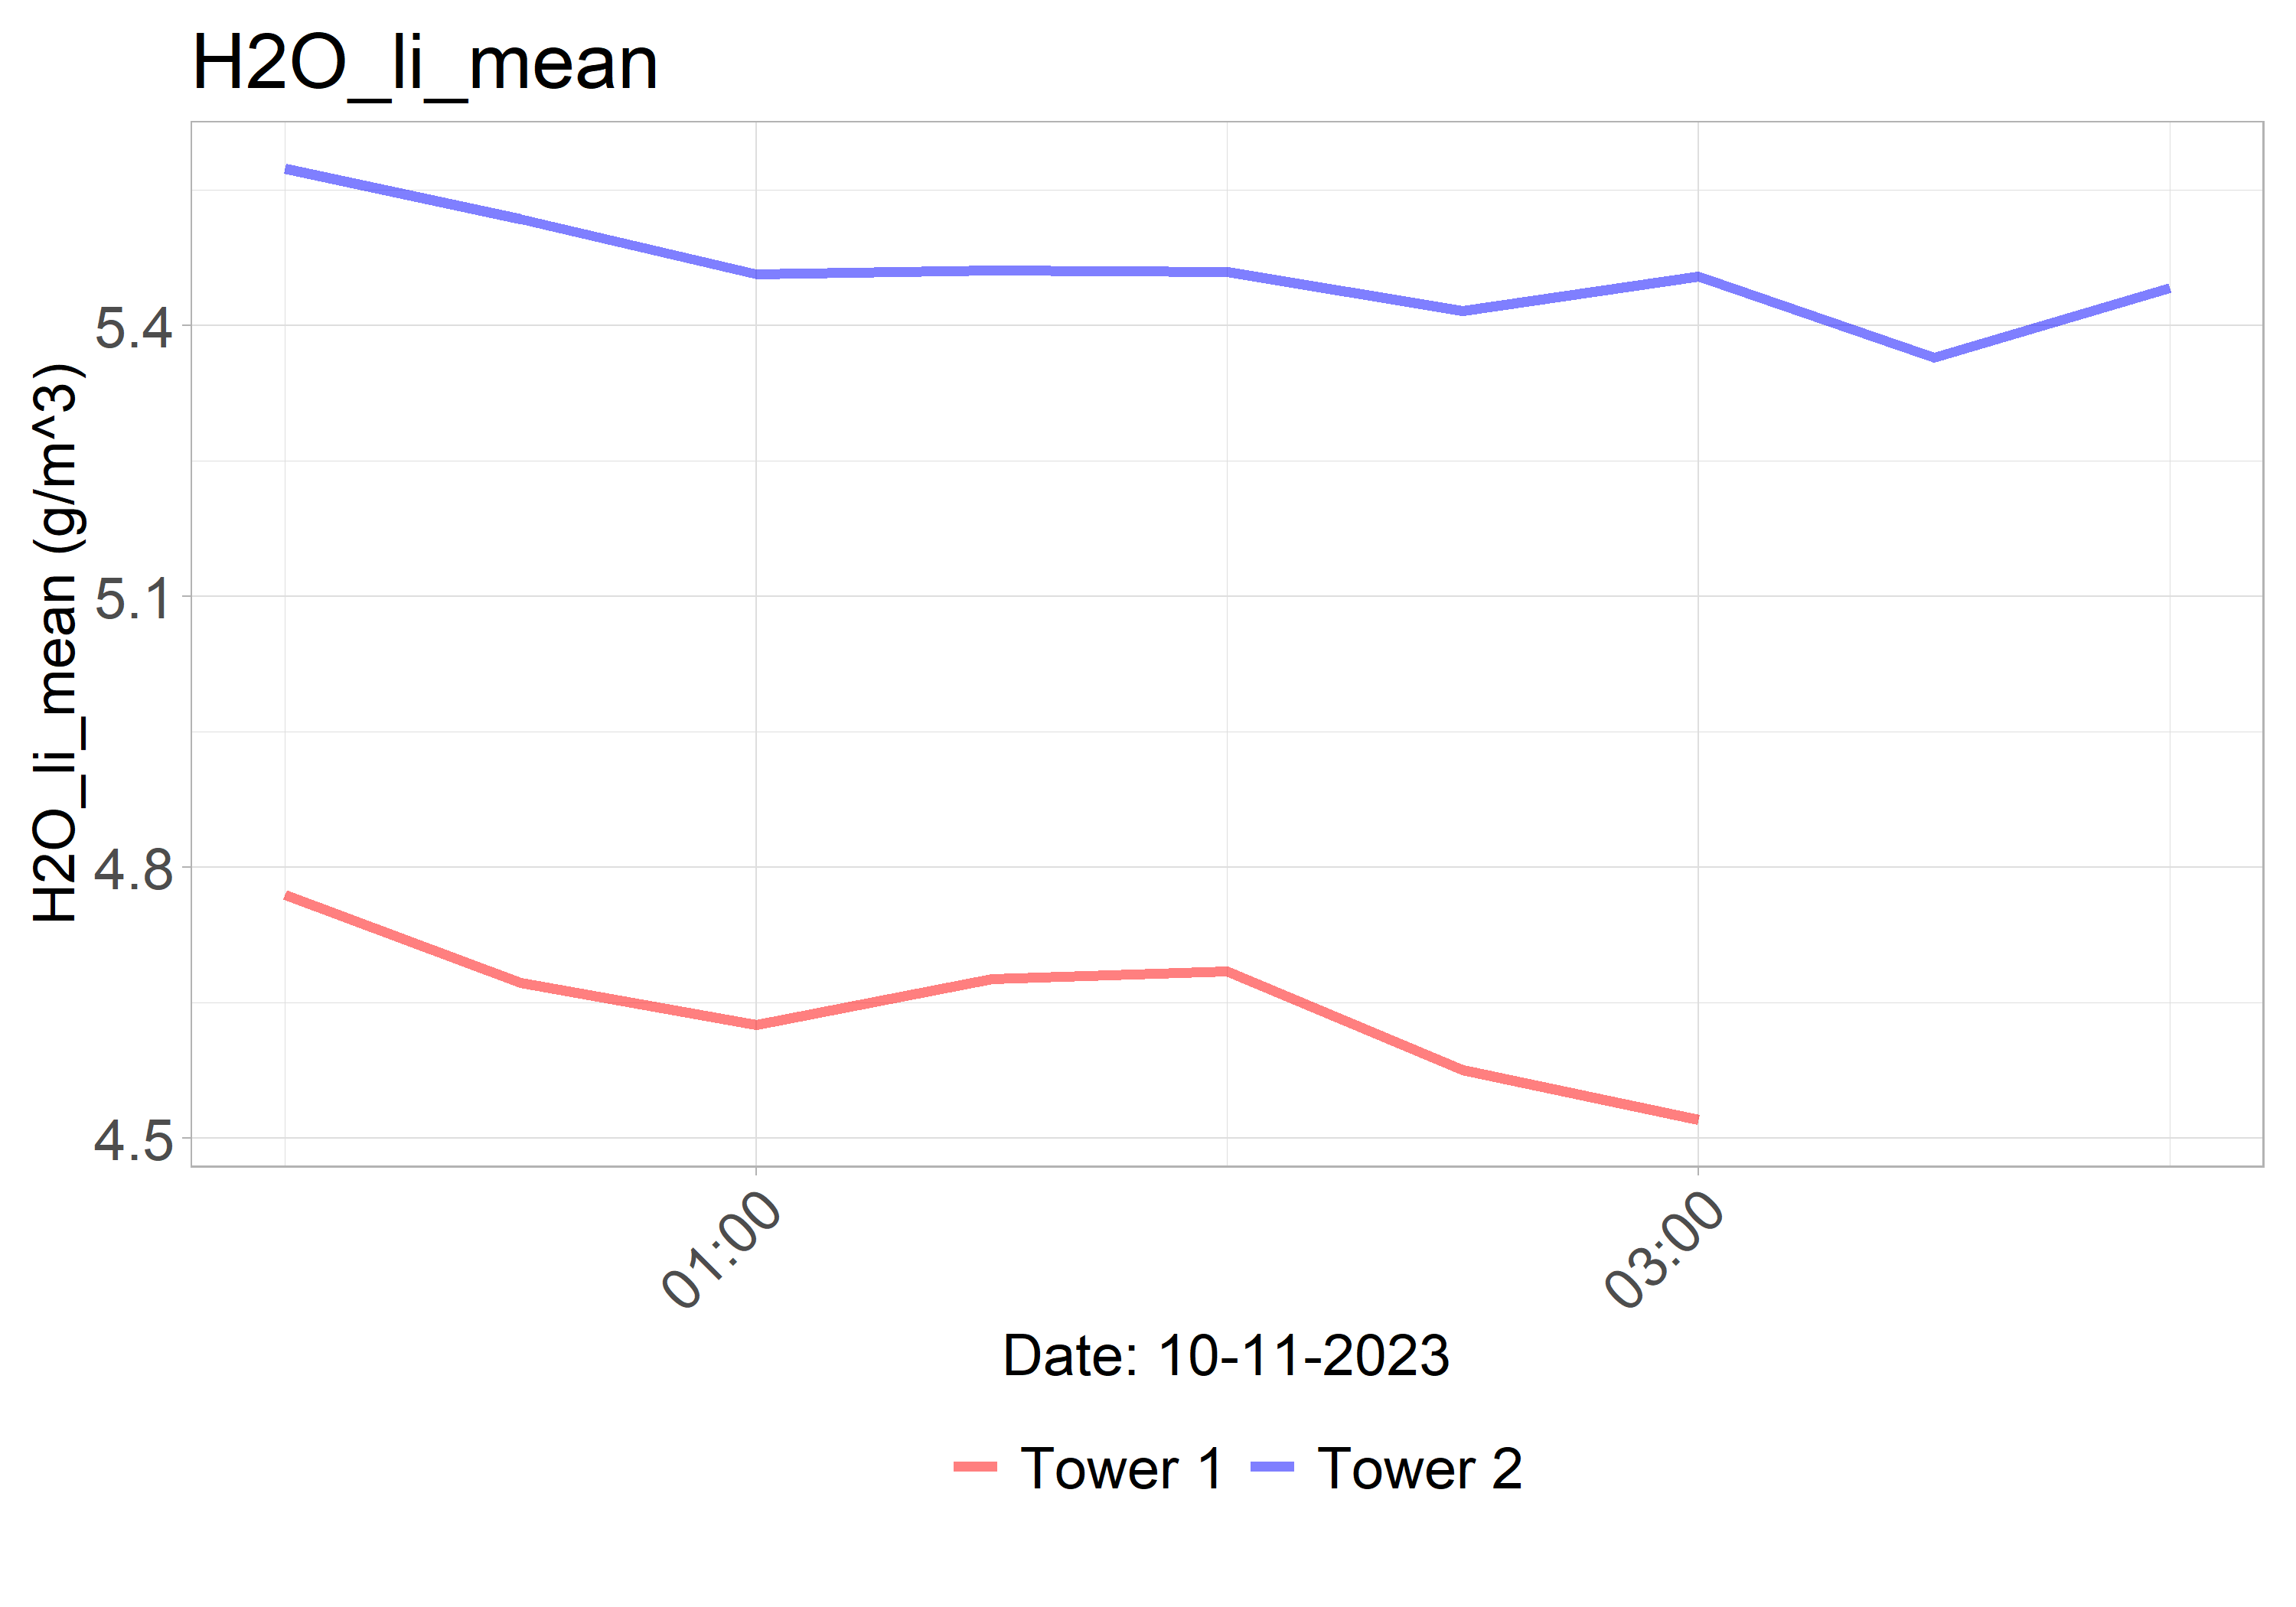 H2O_li_mean
H2O_li_mean (g/m^3)
5.4
5.1
4.8
4.5
01:00
03:00
Date: 10-11-2023
Tower 1
Tower 2